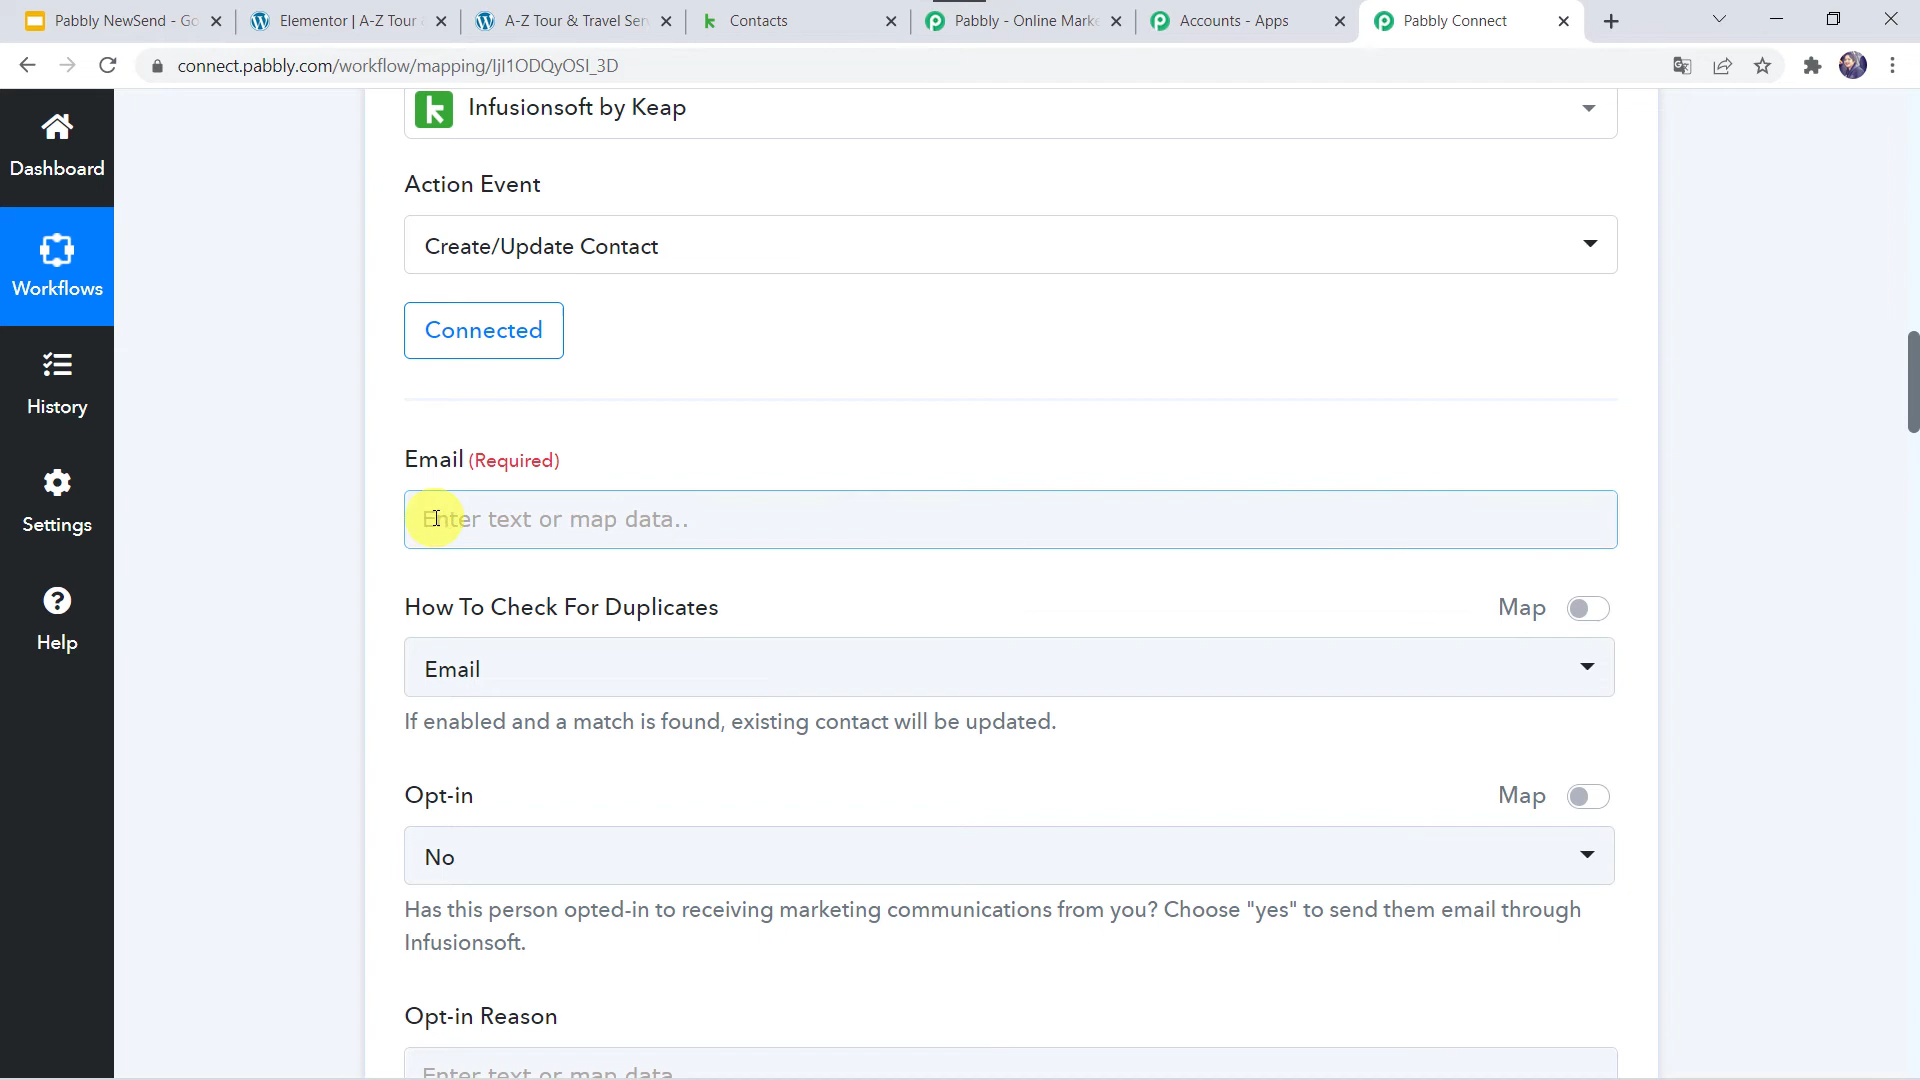 Pabbly NewSend - Go
Elementor | A-Z Tour
A-Z Tour & Travel Ser
Contacts
Pabbly - Online Marke
Accounts - Apps
Pabbly Connect
connect.pabbly.com/workflow/mapping/IjI1ODQyOSI_3D
Dashboard
Workflows
History
Settings
Help
Infusionsoft by Keap
Action Event
Create/Update Contact
Connected
Email (Required)
Enter text or map data..
How To Check For Duplicates
Map
Email
If enabled and a match is found, existing contact will be updated.
Opt-in
Map
No
Has this person opted-in to receiving marketing communications from you? Choose "yes" to send them email through
Infusionsoft.
Opt-in Reason
Enter text or map data